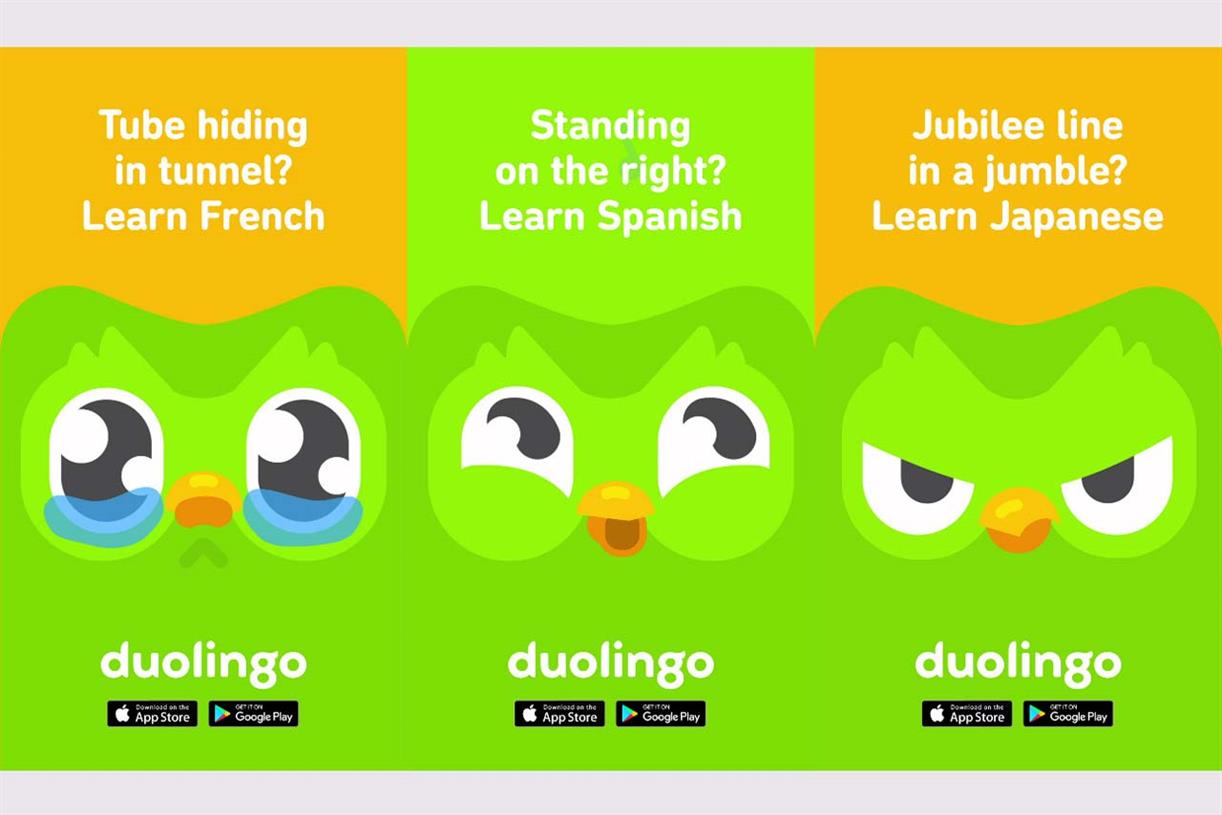 Tube hiding
in tunnel?
Learn French
duolingo
Download on the
App Store
GET IT ON
Google Play
Standing
on the right?
Learn Spanish
duolingo
Download on the
App Store
GET IT ON
Google Play
Jubilee line
in a jumble?
Learn Japanese
duolingo
Download on the
App Store
GET IT ON
Google Play